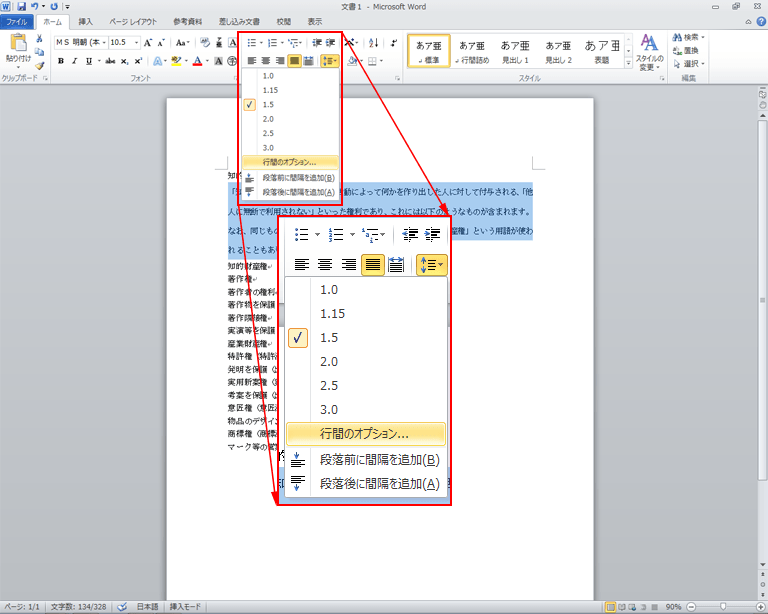 文書 1 - Microsoft Word
ファイル ホーム 挿入 ページ レイアウト 参考資料 差し込み文書 校閲 表示
貼り付け
クリップボード
ＭＳ 明朝 (本 10.5
フォント
あア亜 あア亜 あア亜 あア亜 あア亜
標準 行間詰め 見出し 1 見出し 2 表題
スタイルの
変更
スタイル
検索
置換
選択
編集
1.0
1.15
1.5
2.0
2.5
3.0
行間のオプション...
段落前に間隔を追加(B)
段落後に間隔を追加(A)
動によって何かを作り出した人に対して付与される、「他
人に無断で利用されない」といった権利であり、これには以下のようなものが含まれます。
なお、同じもの
産権」という用語が使わ
れることもあ
知的財産権
著作権
著作者の権利
著作物を保護
著作隣接権
実演等を保護
産業財産権
特許権（特許
発明を保護
実用新案権
考案を保護
意匠権（意匠
物品のデザイン
商標権（商標
マーク等の営
1.0
1.15
1.5
2.0
2.5
3.0
行間のオプション...
段落前に間隔を追加(B)
段落後に間隔を追加(A)
ページ: 1/1 文字数: 134/328 日本語 挿入モード 90%